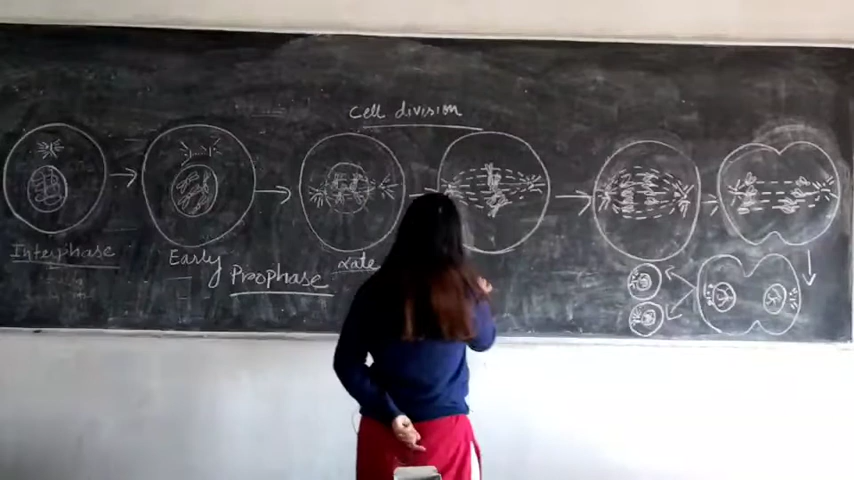 Cell division
Interphase
Early
Prophase
late